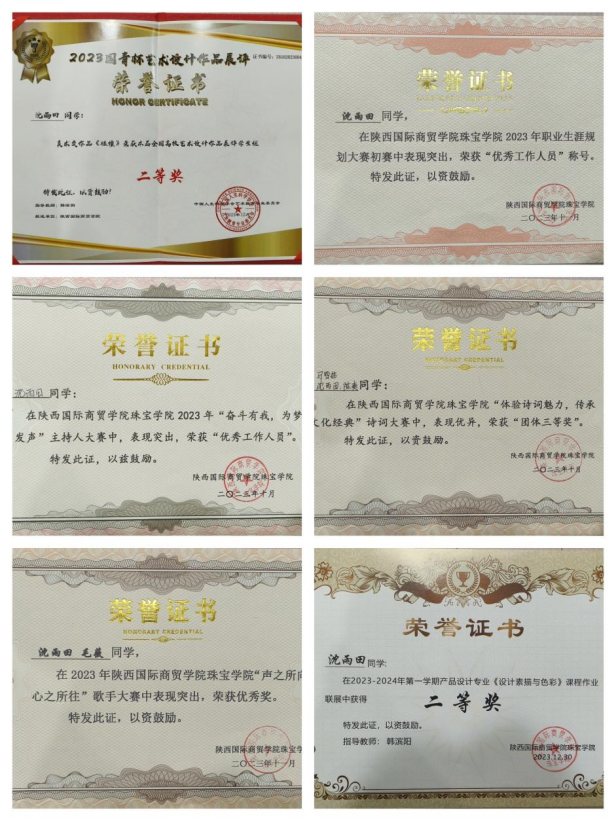 2023国青杯艺术设计作品展评
荣誉证书
HONOR CERTIFICATE
沈雨田 同学:
二等奖
特发此证,以资鼓励!
荣誉证书
沈雨田 同学,
在陕西国际商贸学院珠宝学院 2023 年职业生涯规
划大赛初赛中表现突出,荣获“优秀工作人员”称号。
特发此证,以资鼓励。
陕西国际商贸学院珠宝学院
二〇二三年十一月
荣誉证书
HONORARY CREDENTIAL
沈雨田 同学:
在陕西国际商贸学院珠宝学院 2023 年“奋斗有我,为梦
发声”主持人大赛中,表现突出,荣获“优秀工作人员”。
特发此证,以兹鼓励。
陕西国际商贸学院珠宝学院
二〇二三年十月
荣誉证书
HONORARY CREDENTIAL
沈雨田 同学:
在陕西国际商贸学院珠宝学院“体验诗词魅力,传承
文化经典”诗词大赛中,表现优异,荣获“团体三等奖”。
特发此证,以资鼓励。
陕西国际商贸学院珠宝学院
二〇二三年十月
荣誉证书
HONORARY CREDENTIAL
沈雨田 毛薇 同学,
在 2023 年陕西国际商贸学院珠宝学院“声之所向
心之所往”歌手大赛中表现突出,荣获优秀奖。
特发此证,以资鼓励。
陕西国际商贸学院珠宝学
二〇二三年十一月
荣誉证书
沈雨田 同学:
在2023-2024年第一学期产品设计专业《设计素描与色彩》课程作业
联展中获得
二等奖
特发此证,以资鼓励。
指导教师:韩滨阳
陕西国际商贸学院珠宝学院
2023.12.30